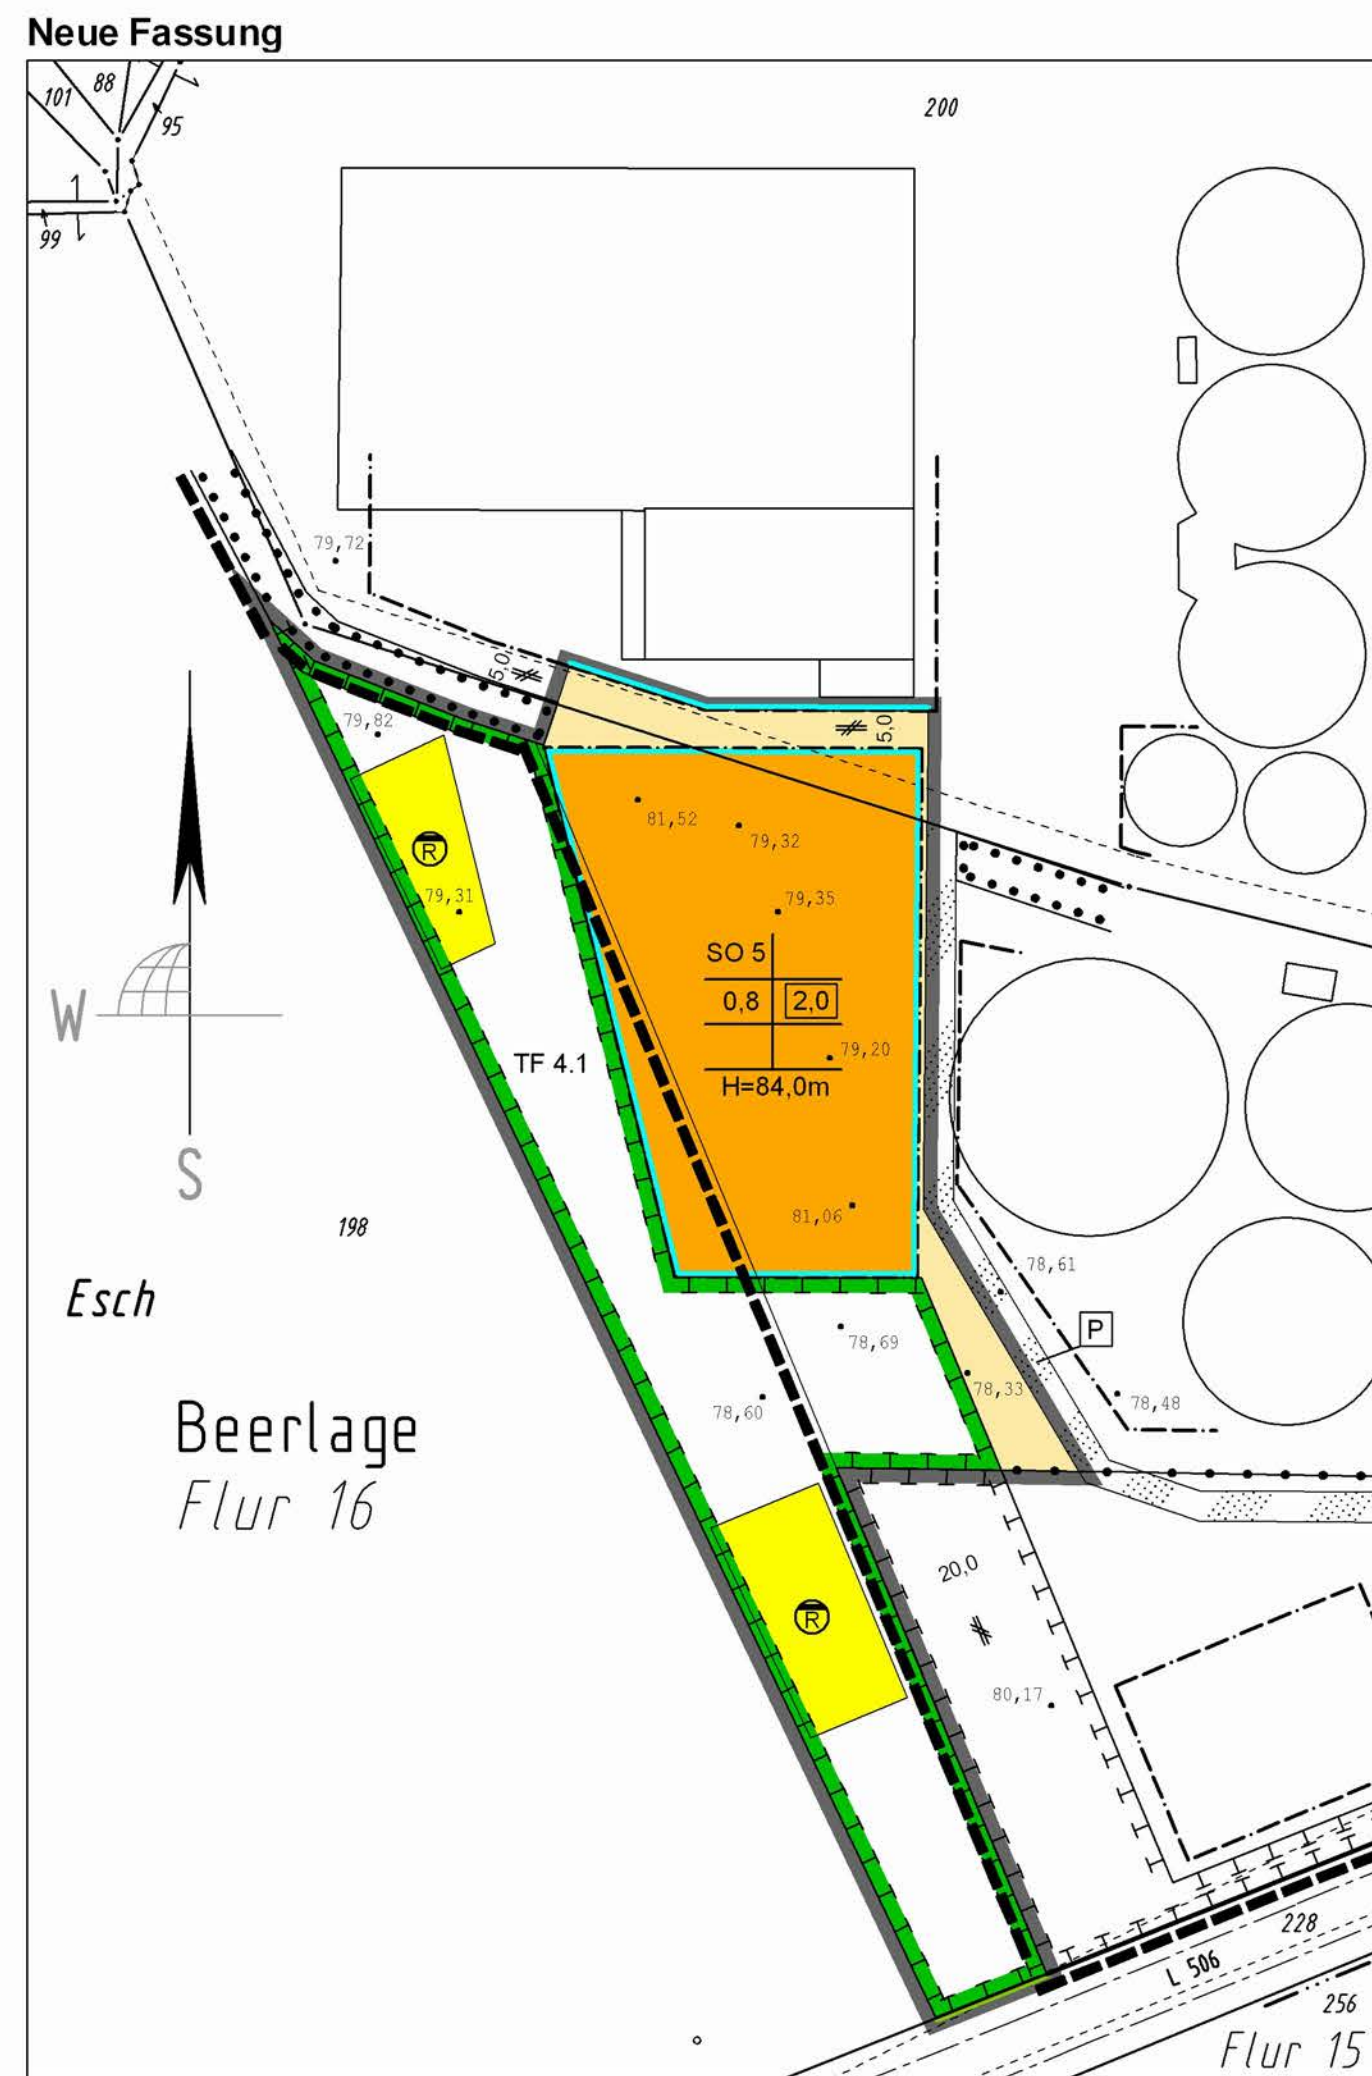 Neue Fassung
101
88
95
99
200
79,72
5,0
79,82
5,0
81,52
79,32
R
79,31
79,35
SO 5
0,8
2,0
W
79,20
TF 4.1
H=84,0m
S
198
81,06
78,61
Esch
P
78,69
78,33
78,48
78,60
Beerlage
Flur 16
20,0
R
80,17
228
L 506
256
Flur 15